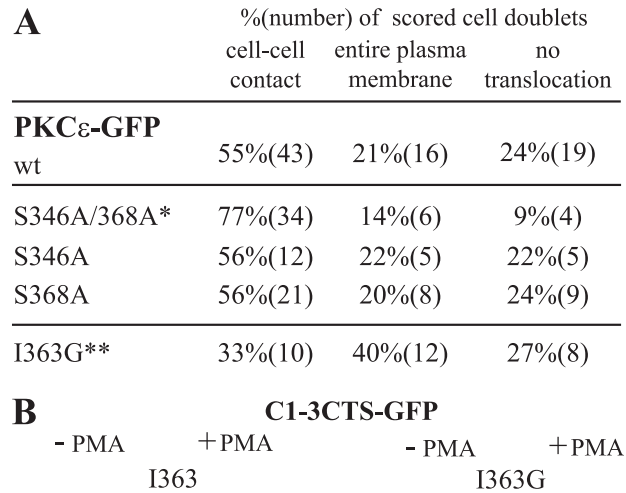 A
%(number) of scored cell doublets
cell-cell contact entire plasma membrane no translocation
PKCε-GFP
wt 55%(43) 21%(16) 24%(19)
S346A/368A* 77%(34) 14%(6) 9%(4)
S346A 56%(12) 22%(5) 22%(5)
S368A 56%(21) 20%(8) 24%(9)
I363G** 33%(10) 40%(12) 27%(8)
B C1-3CTS-GFP
- PMA +PMA - PMA +PMA
I363 I363G